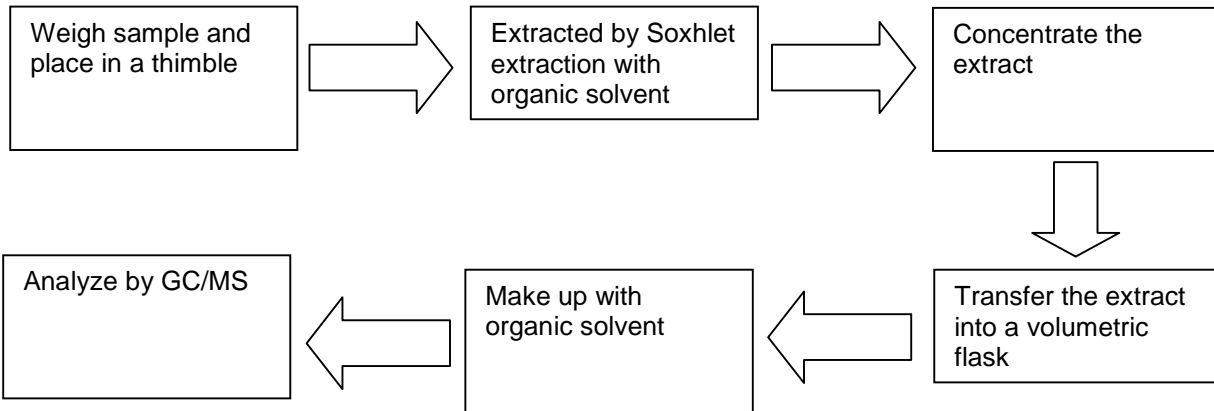 Weigh sample and
place in a thimble
Extracted by Soxhlet
extraction with
organic solvent
Concentrate the
extract
Transfer the extract
into a volumetric
flask
Make up with
organic solvent
Analyze by GC/MS